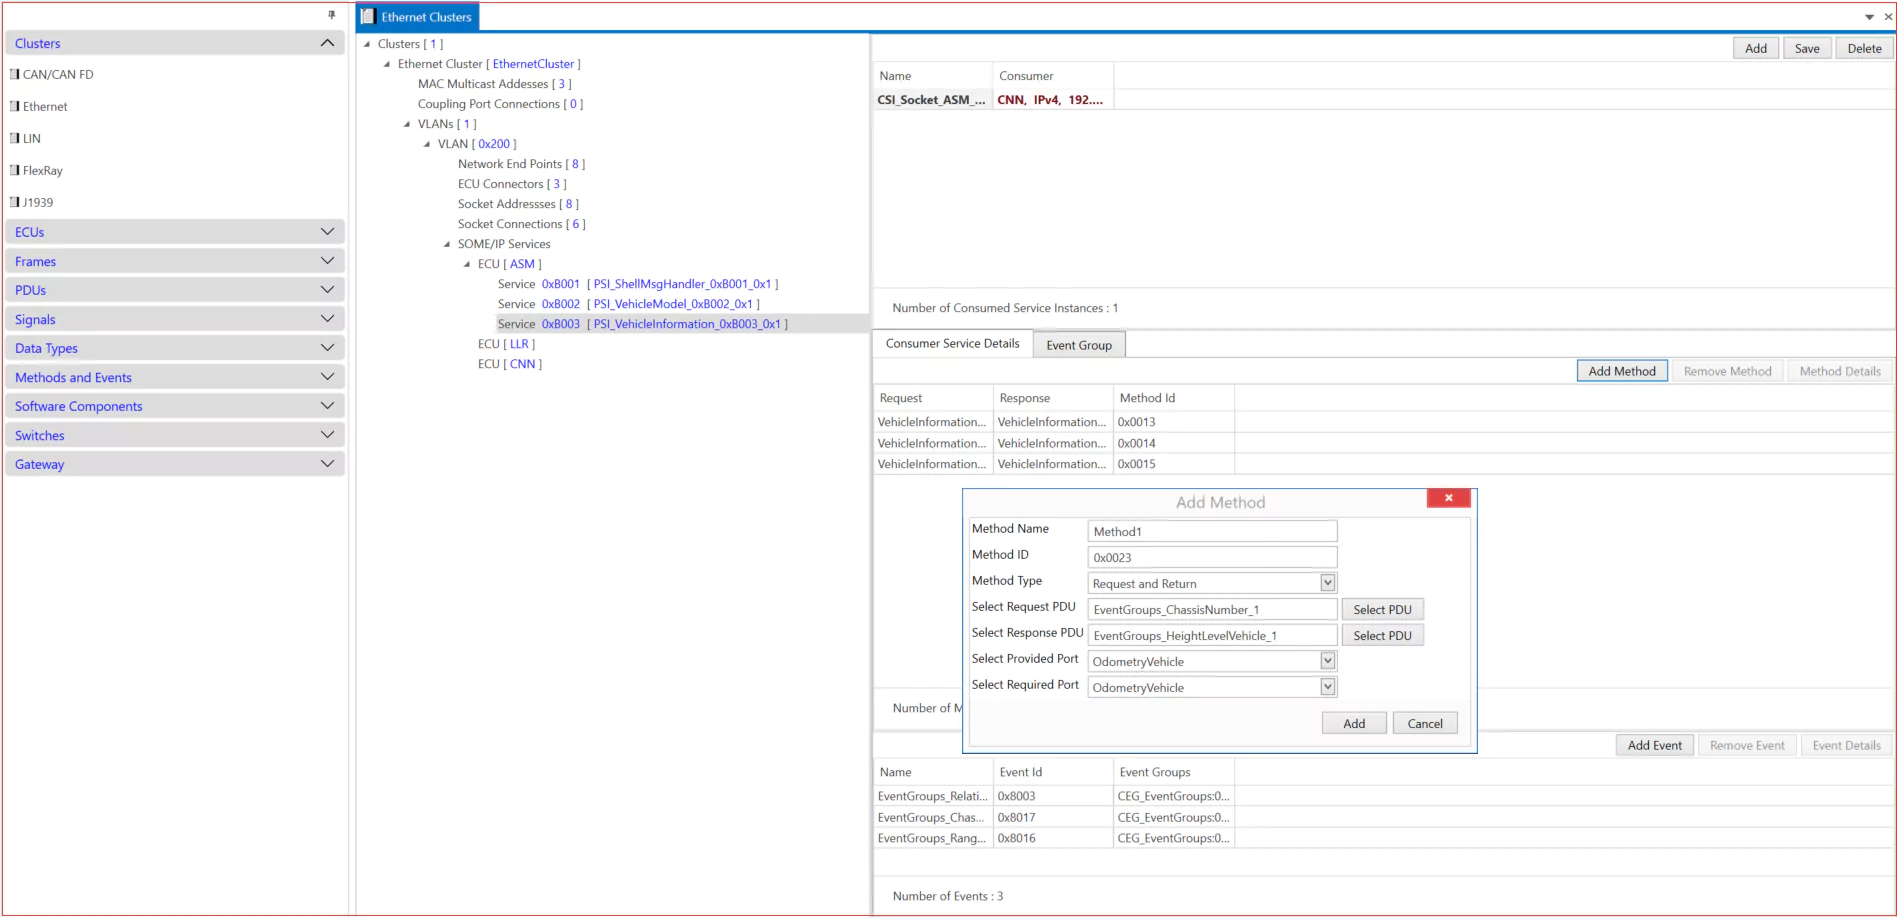 Clusters
CAN/CAN FD
Ethernet
LIN
FlexRay
J1939
ECUs
Frames
PDUs
Signals
Data Types
Methods and Events
Software Components
Switches
Gateway
Ethernet Clusters
Clusters [ 1 ]
Ethernet Cluster [ EthernetCluster ]
MAC Multicast Addesses [ 3 ]
Coupling Port Connections [ 0 ]
VLANs [ 1 ]
VLAN [ 0x200 ]
Network End Points [ 8 ]
ECU Connectors [ 3 ]
Socket Addressses [ 8 ]
Socket Connections [ 6 ]
SOME/IP Services
ECU [ ASM ]
Service 0xB001 [ PSI_ShellMsgHandler_0xB001_0x1 ]
Service 0xB002 [ PSI_VehicleModel_0xB002_0x1 ]
Service 0xB003 [ PSI_VehicleInformation_0xB003_0x1 ]
ECU [ LLR ]
ECU [ CNN ]
Add Save Delete
Name Consumer
CSI_Socket_ASM_... CNN, IPv4, 192....
Number of Consumed Service Instances : 1
Consumer Service Details Event Group
Add Method Remove Method Method Details
Request Response Method Id
VehicleInformation... VehicleInformation... 0x0013
VehicleInformation... VehicleInformation... 0x0014
VehicleInformation... VehicleInformation... 0x0015
Add Method
Method Name Method1
Method ID 0x0023
Method Type Request and Return
Select Request PDU EventGroups_ChassisNumber_1 Select PDU
Select Response PDU EventGroups_HeightLevelVehicle_1 Select PDU
Select Provided Port OdometryVehicle
Select Required Port OdometryVehicle
Add Cancel
Number of M
Add Event Remove Event Event Details
Name Event Id Event Groups
EventGroups_Relati... 0x8003 CEG_EventGroups:0...
EventGroups_Chas... 0x8017 CEG_EventGroups:0...
EventGroups_Rang... 0x8016 CEG_EventGroups:0...
Number of Events : 3